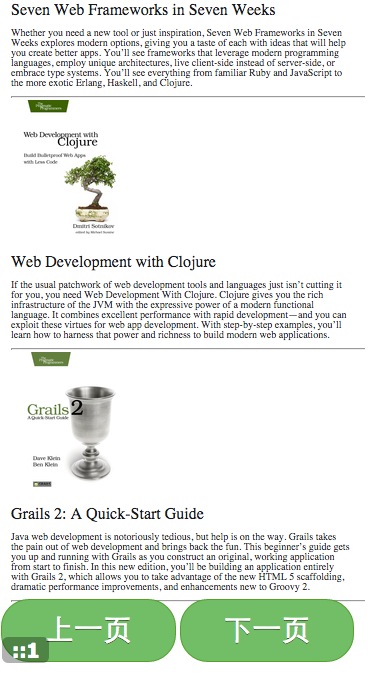 Seven Web Frameworks in Seven Weeks
Whether you need a new tool or just inspiration, Seven Web Frameworks in Seven
Weeks explores modern options, giving you a taste of each with ideas that will help
you create better apps. You’ll see frameworks that leverage modern programming
languages, employ unique architectures, live client-side instead of server-side, or
embrace type systems. You’ll see everything from familiar Ruby and JavaScript to
the more exotic Erlang, Haskell, and Clojure.
Web Development with
Clojure
Build Bulletproof Web Apps
with Less Code
Dmitri Sotnikov
Web Development with Clojure
If the usual patchwork of web development tools and languages just isn’t cutting it
for you, you need Web Development With Clojure. Clojure gives you the rich
infrastructure of the JVM with the expressive power of a modern functional
language. It combines excellent performance with rapid development—and you can
exploit these virtues for web app development. With step-by-step examples, you’ll
learn how to harness that power and richness to build modern web applications.
Grails 2
A Quick-Start Guide
Dave Klein
Ben Klein
Grails 2: A Quick-Start Guide
Java web development is notoriously tedious, but help is on the way. Grails takes
the pain out of web development and brings back the fun. This beginner’s guide gets
you up and running with Grails as you construct an original, working application
from start to finish. In this new edition, you’ll be building an application entirely
with Grails 2, which allows you to take advantage of the new HTML 5 scaffolding,
dramatic performance improvements, and enhancements new to Groovy 2.
上一页 下一页
::1